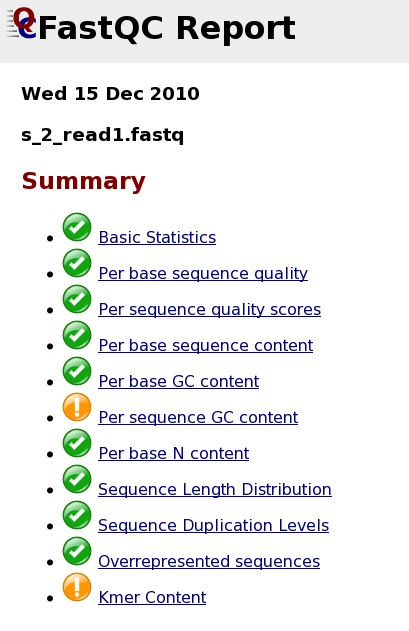 QC FastQC Report
Wed 15 Dec 2010
s_2_read1.fastq
Summary
Basic Statistics
Per base sequence quality
Per sequence quality scores
Per base sequence content
Per base GC content
Per sequence GC content
Per base N content
Sequence Length Distribution
Sequence Duplication Levels
Overrepresented sequences
Kmer Content